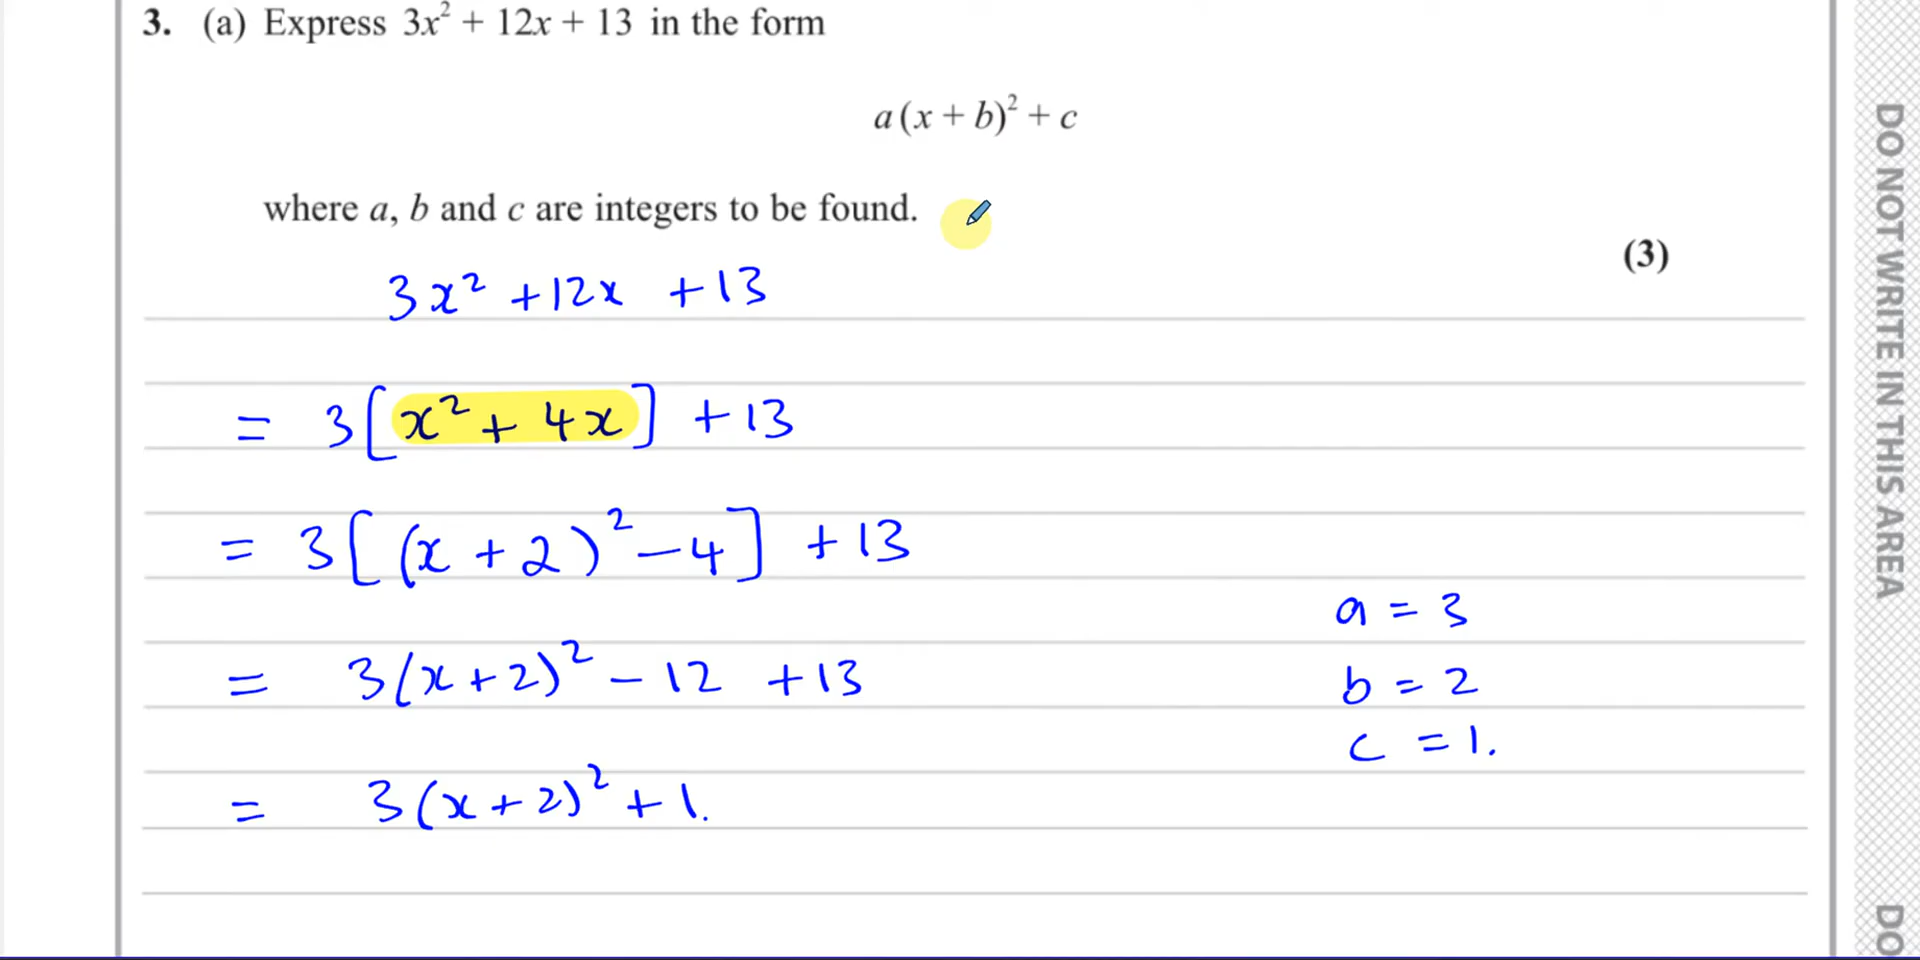 3. (a) Express 3x² + 12x + 13 in the form
a(x + b)² + c
where a, b and c are integers to be found.
(3)
3x² +12x +13
= 3[x² + 4x] +13
= 3[(x +2)² −4] +13
= 3(x+2)² −12 +13
= 3(x+2)² +1.
a = 3
b = 2
c = 1.
DO NOT WRITE IN THIS AREA
DO